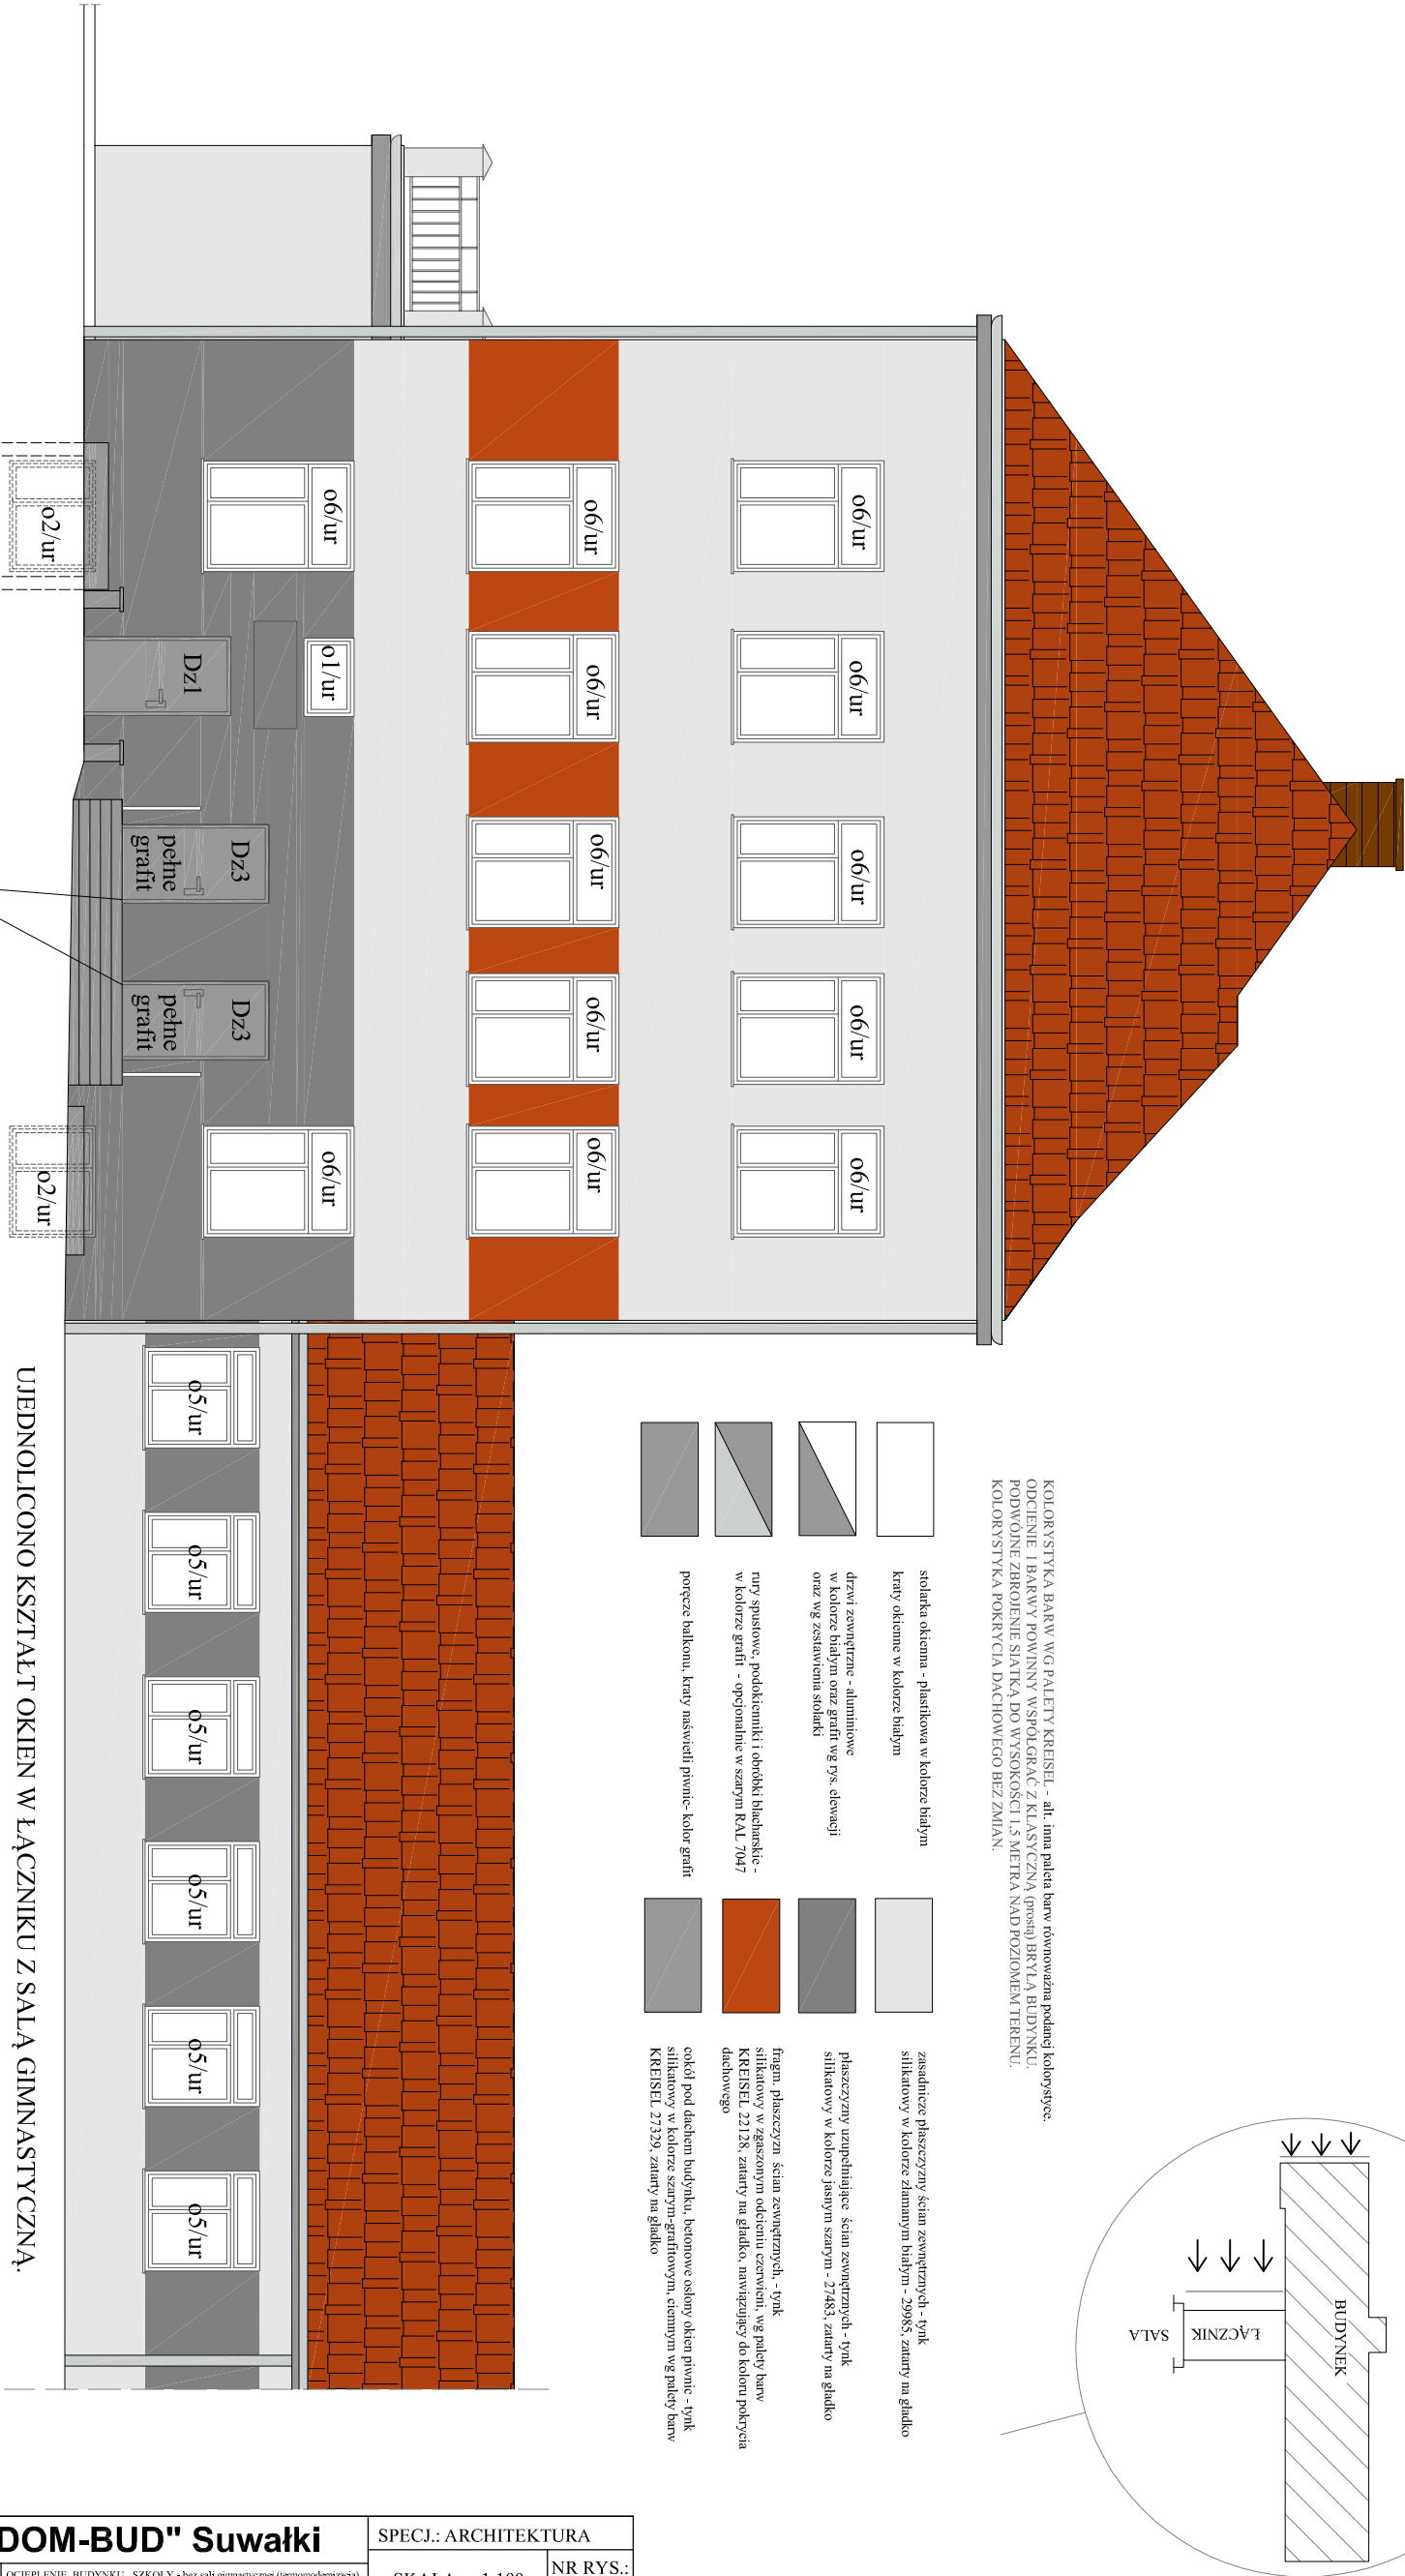 KOLORYSTYKA BARW WG PALETY KREISEL - alt. inna paleta barw równoważna podanej kolorystyce.
ODCIENIE I BARWY POWINNY WSPÓŁGRAĆ Z KLASYCZNĄ (prostą) BRYŁĄ BUDYNKU.
PODWÓJNE ZBROJENIE SIATKĄ DO WYSOKOŚCI 1,5 METRA NAD POZIOMEM TERENU.
KOLORYSTYKA POKRYCIA DACHOWEGO BEZ ZMIAN.
BUDYNEK
ŁĄCZNIK
SALA
stolarka okienna - plastikowa w kolorze białym
kraty okienne w kolorze białym
drzwi zewnętrzne - aluminiowe
w kolorze białym oraz grafit wg rys. elewacji
oraz wg zestawienia stolarki
rury spustowe, podokienniki i obróbki blacharskie -
w kolorze grafit - opcjonalnie w szarym RAL 7047
poręcze balkonu, kraty naświetli piwnic- kolor grafit
zasadnicze płaszczyzny ścian zewnętrznych - tynk
silikatowy w kolorze złamanym białym - 29985, zatarty na gładko
płaszczyzny uzupełniające ścian zewnętrznych - tynk
silikatowy w kolorze jasnym szarym - 27483, zatarty na gładko
fragm. płaszczyzn ścian zewnętrznych, - tynk
silikatowy w zgaszonym odcieniu czerwieni, wg palety barw
KREISEL 22128, zatarty na gładko, nawiązujący do koloru pokrycia
dachowego
cokół pod dachem budynku, betonowe osłony okien piwnic - tynk
silikatowy w kolorze szarym-grafitowym, ciemnym wg palety barw
KREISEL 27329, zatarty na gładko
o6/ur
o6/ur
o6/ur
o6/ur
o6/ur
o6/ur
o6/ur
o6/ur
o6/ur
o6/ur
o6/ur
o1/ur
o6/ur
Dz1
Dz3
pełne
grafit
Dz3
pełne
grafit
o2/ur
o2/ur
o5/ur
o5/ur
o5/ur
o5/ur
o5/ur
o5/ur
UJEDNOLICONO KSZTAŁT OKIEN W ŁĄCZNIKU Z SALĄ GIMNASTYCZNĄ.
DOM-BUD" Suwałki
SPECJ.: ARCHITEKTURA
OCIEPLENIE BUDYNKU SZKOŁY - bez sali gimnastycznej (termomodernizacja)
NR RYS.:
SKALA 1:100